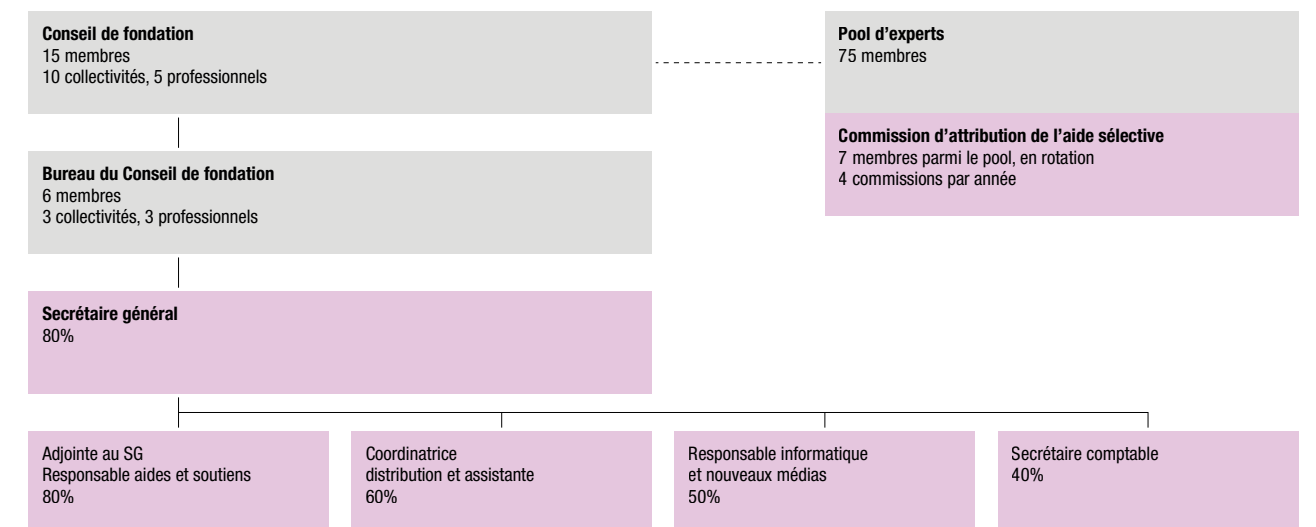 Conseil de fondation
15 membres
10 collectivités, 5 professionnels
Pool d’experts
75 membres
Commission d’attribution de l’aide sélective
7 membres parmi le pool, en rotation
4 commissions par année
Bureau du Conseil de fondation
6 membres
3 collectivités, 3 professionnels
Secrétaire général
80%
Adjointe au SG
Responsable aides et soutiens
80%
Coordinatrice
distribution et assistante
60%
Responsable informatique
et nouveaux médias
50%
Secrétaire comptable
40%